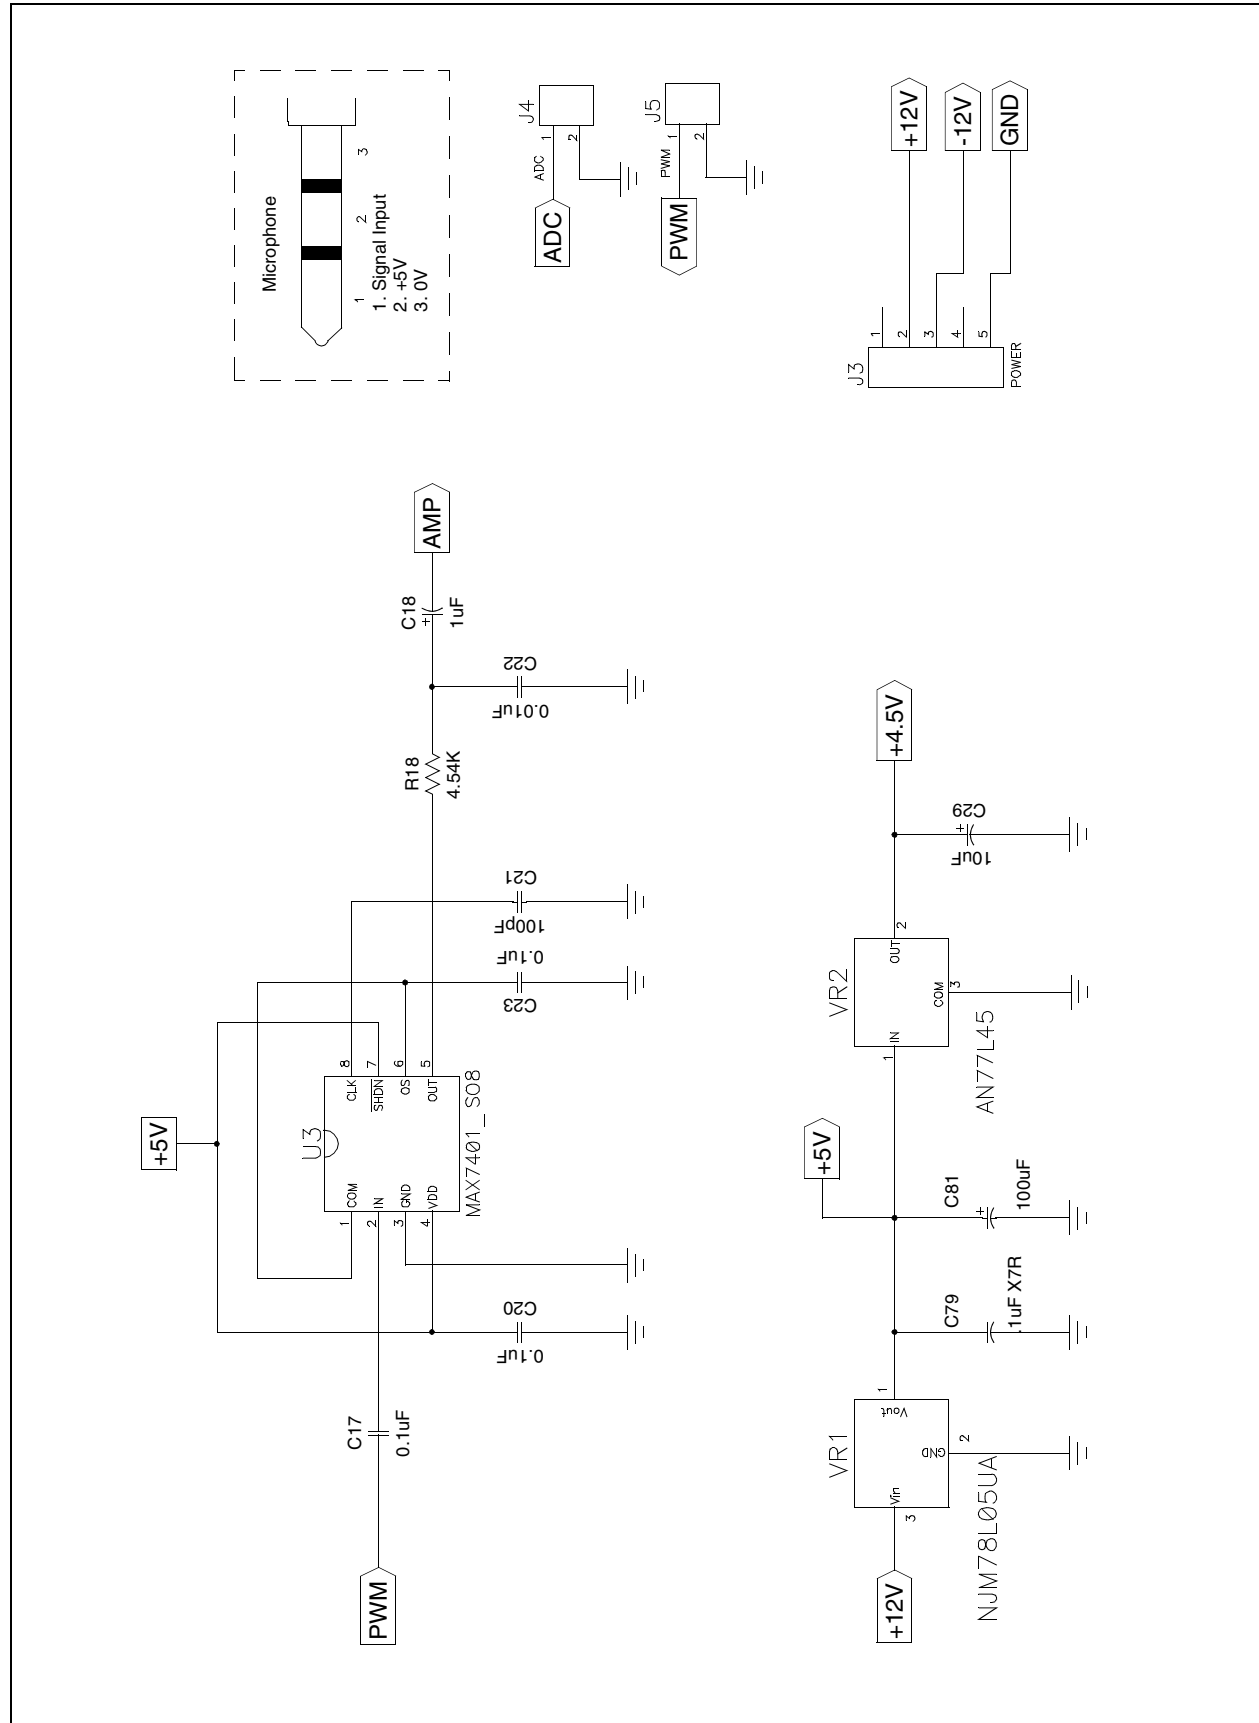 Microphone
1
2
3
1. Signal Input
2. +5V
3. 0V
J4
1
2
ADC
ADC
J5
1
2
PWM
PWM
+12V
-12V
GND
J3
1
2
3
4
5
POWER
PWM
C17
0.1uF
+5V
C20
0.1uF
U3
MAX7401_SO8
1
COM
2
IN
3
GND
4
VDD
8
CLK
7
SHDN
6
OS
5
OUT
C23
0.1uF
C21
100pF
R18
4.54K
C22
0.01uF
C18
+
1uF
AMP
+12V
VR1
3
Vin
Vout
1
GND
2
NJM78L05UA
C79
.1uF X7R
C81
+
100uF
+5V
VR2
1
IN
OUT
2
COM
3
AN77L45
C29
+
10uF
+4.5V